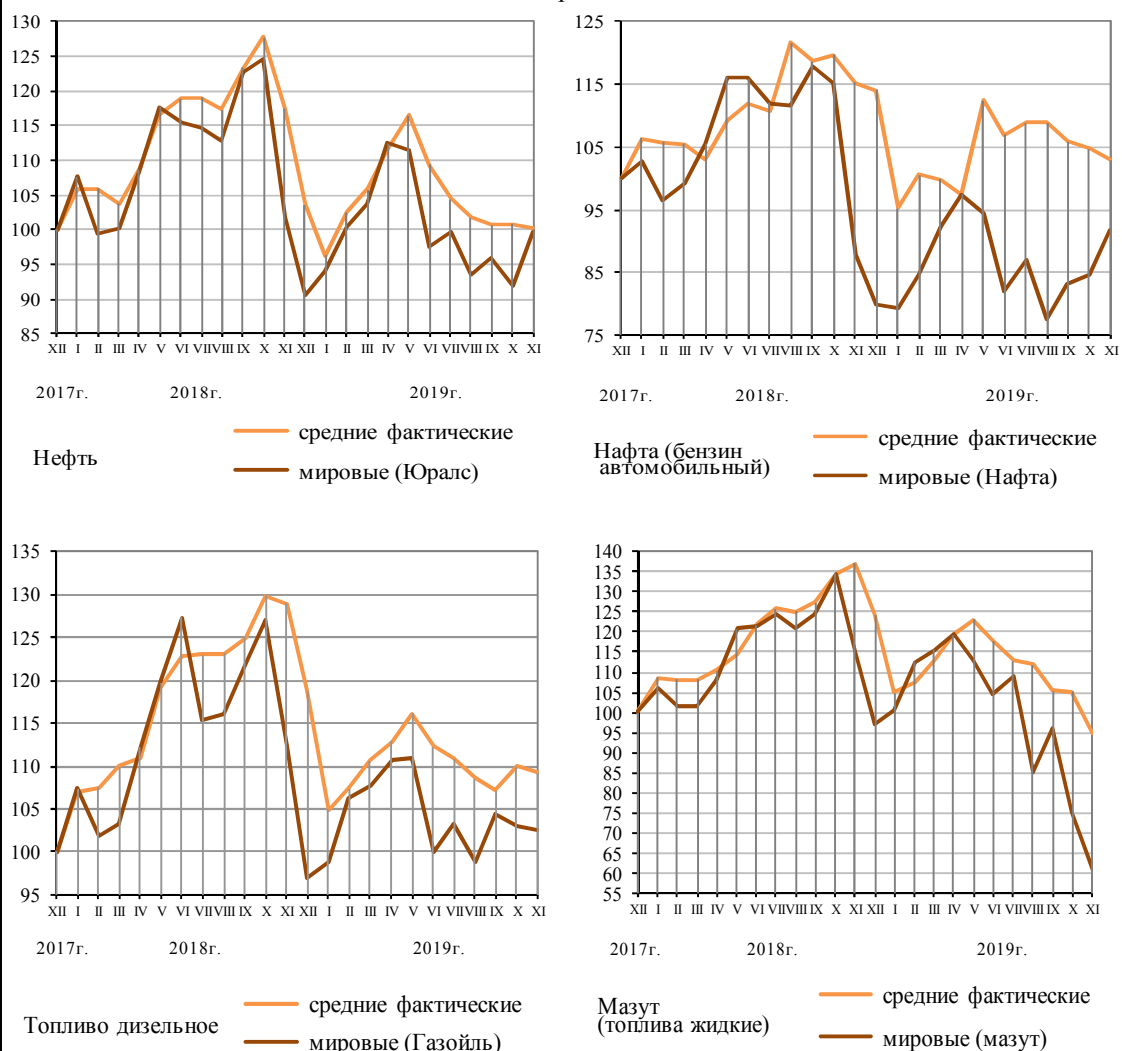 130
125
120
115
110
105
100
95
90
85
XII I II III IV V VI VII VIII IX X XI XII I II III IV V VI VII VIII IX X XI
2017г. 2018г. 2019г.
Нефть
средние фактические
мировые (Юралс)
125
115
105
95
85
75
XII I II III IV V VI VII VIII IX X XI XII I II III IV V VI VII VIII IX X XI
2017г. 2018г. 2019г.
Нафта (бензин
автомобильный)
средние фактические
мировые (Нафта)
135
130
125
120
115
110
105
100
95
XII I II III IV V VI VII VIII IX X XI XII I II III IV V VI VII VIII IX X XI
2017г. 2018г. 2019г.
Топливо дизельное
средние фактические
мировые (Газойль)
140
135
130
125
120
115
110
105
100
95
90
85
80
75
70
65
60
55
XII I II III IV V VI VII VIII IX X XI XII I II III IV V VI VII VIII IX X XI
2017г. 2018г. 2019г.
Мазут
(топлива жидкие)
средние фактические
мировые (мазут)